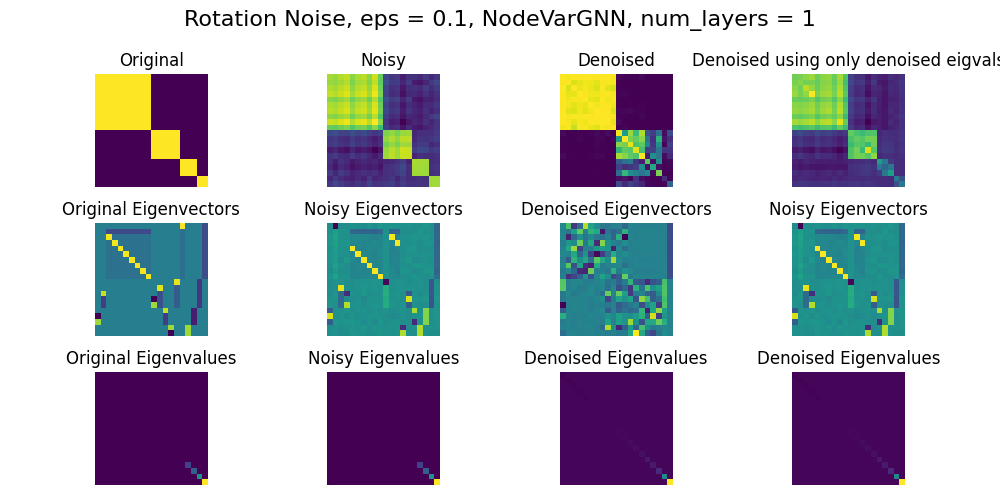 Rotation Noise, eps = 0.1, NodeVarGNN, num_layers = 1
Original
Noisy
Denoised
Denoised using only denoised eigvals
Original Eigenvectors
Noisy Eigenvectors
Denoised Eigenvectors
Noisy Eigenvectors
Original Eigenvalues
Noisy Eigenvalues
Denoised Eigenvalues
Denoised Eigenvalues